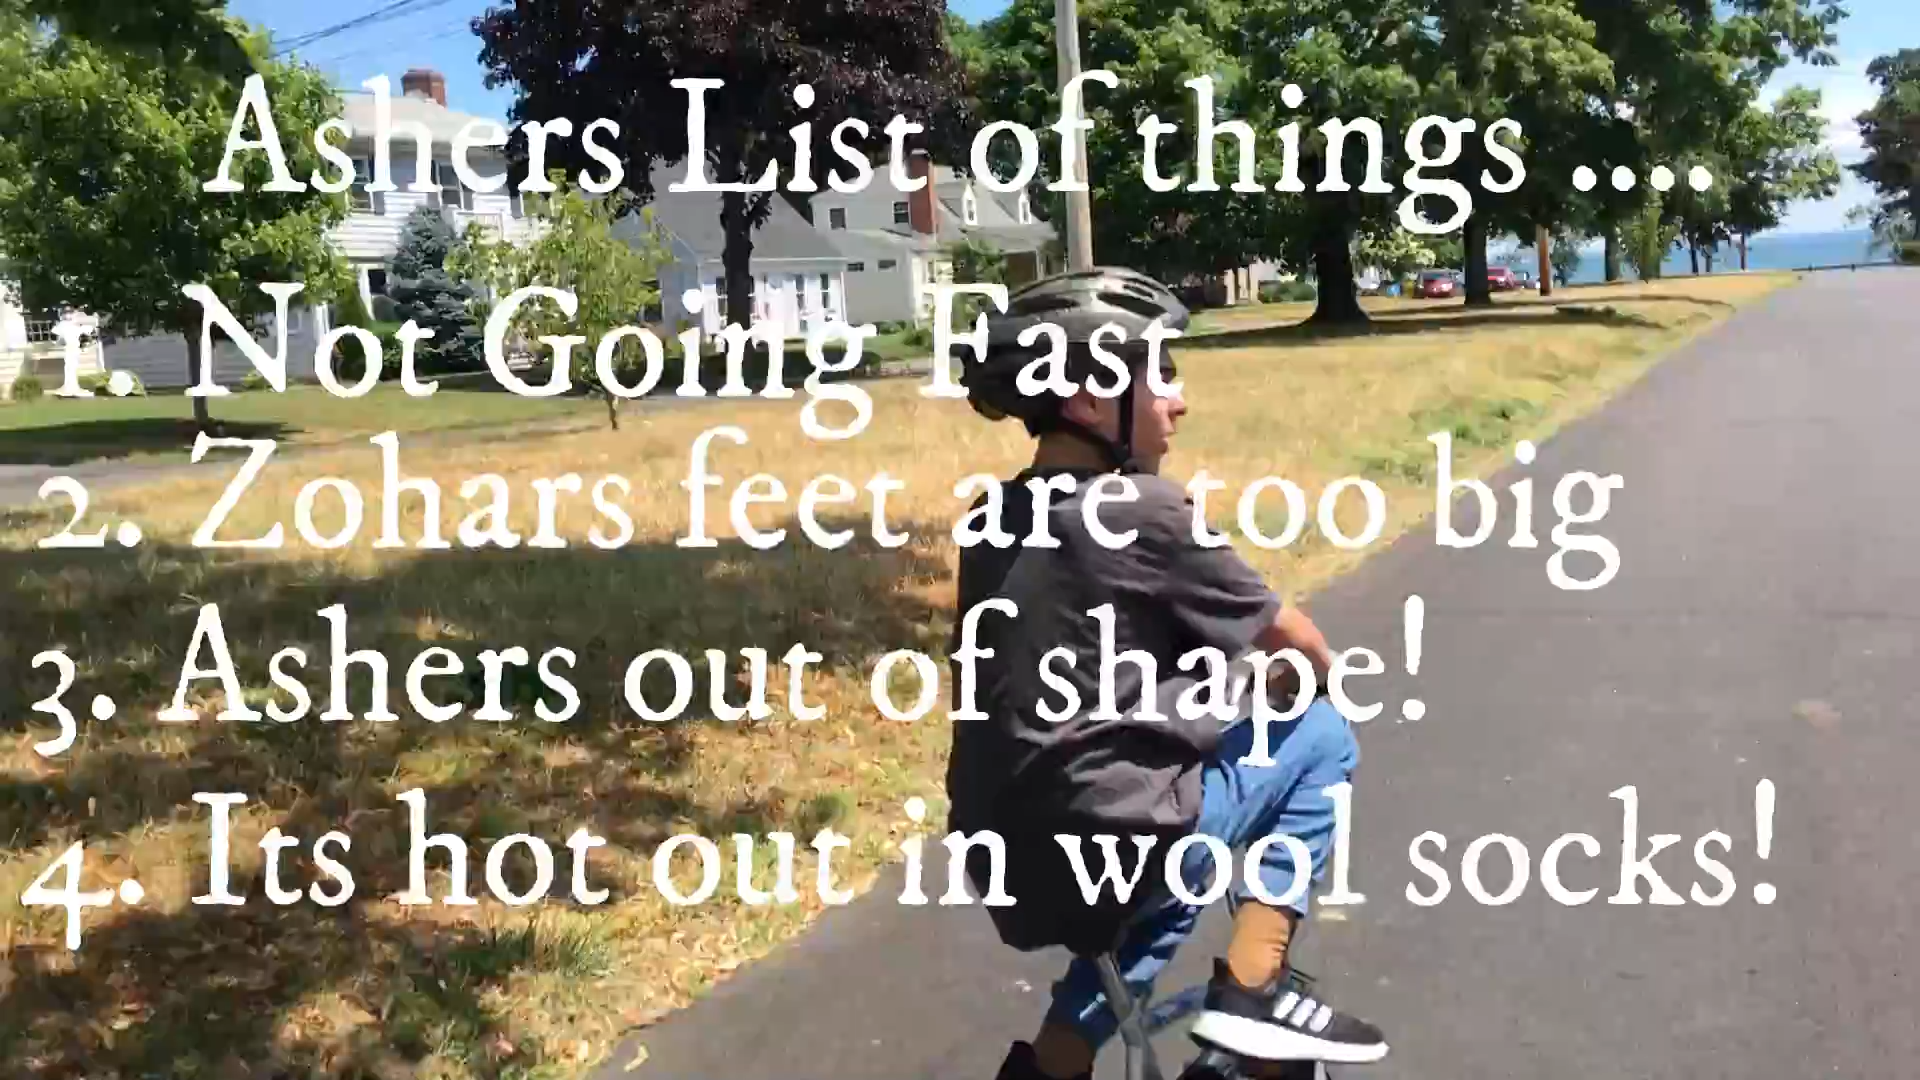 Ashers List of things ....
1. Not Going Fast
2. Zohars feet are too big
3. Ashers out of shape!
4. Its hot out in wool socks!